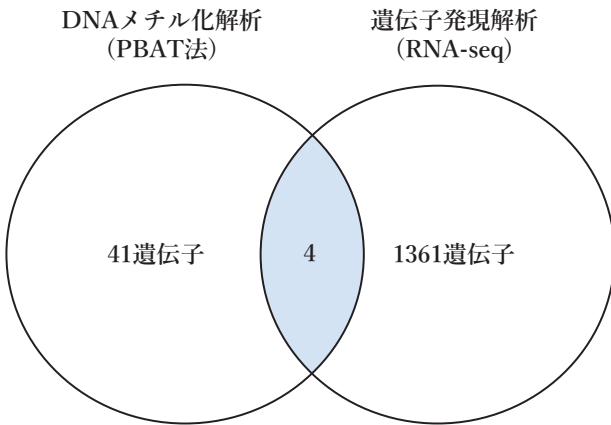 DNAメチル化解析
（PBAT法）
遺伝子発現解析
（RNA-seq）
41遺伝子
4
1361遺伝子